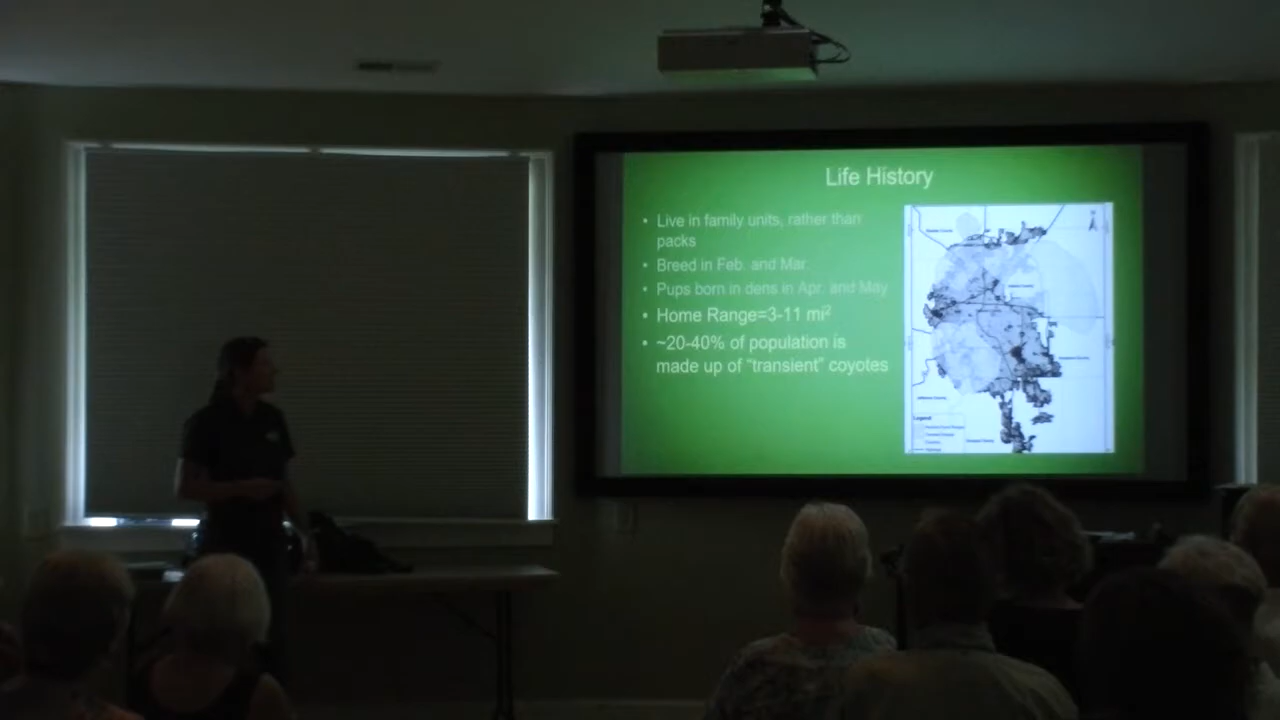 Life History
• Live in family units, rather than
packs
• Breed in Feb. and Mar.
• Pups born in dens in Apr. and May
• Home Range=3-11 mi²
• ~20-40% of population is
made up of “transient” coyotes
Legend